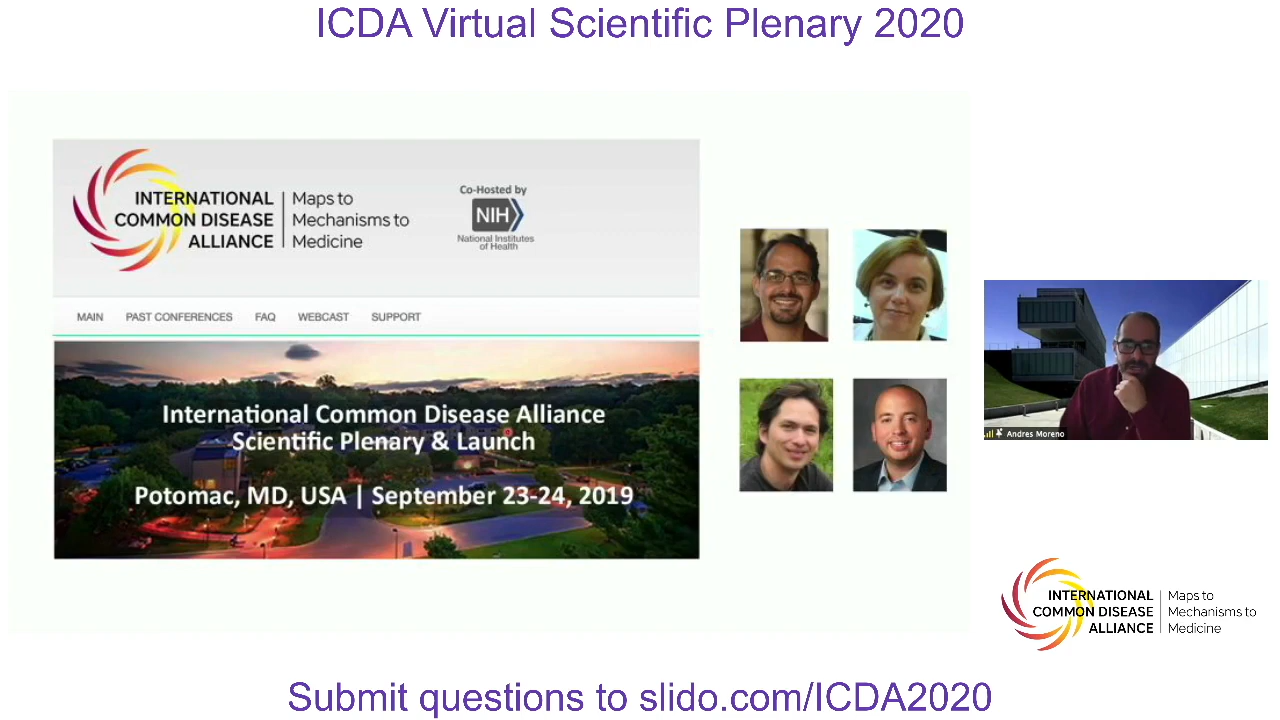 ICDA Virtual Scientific Plenary 2020
INTERNATIONAL
COMMON DISEASE
ALLIANCE
Maps to
Mechanisms to
Medicine
Co-Hosted by
NIH
National Institutes
of Health
MAIN PAST CONFERENCES FAQ WEBCAST SUPPORT
International Common Disease Alliance
Scientific Plenary & Launch
Potomac, MD, USA | September 23-24, 2019
Andres Moreno
INTERNATIONAL
COMMON DISEASE
ALLIANCE
Maps to
Mechanisms to
Medicine
Submit questions to slido.com/ICDA2020